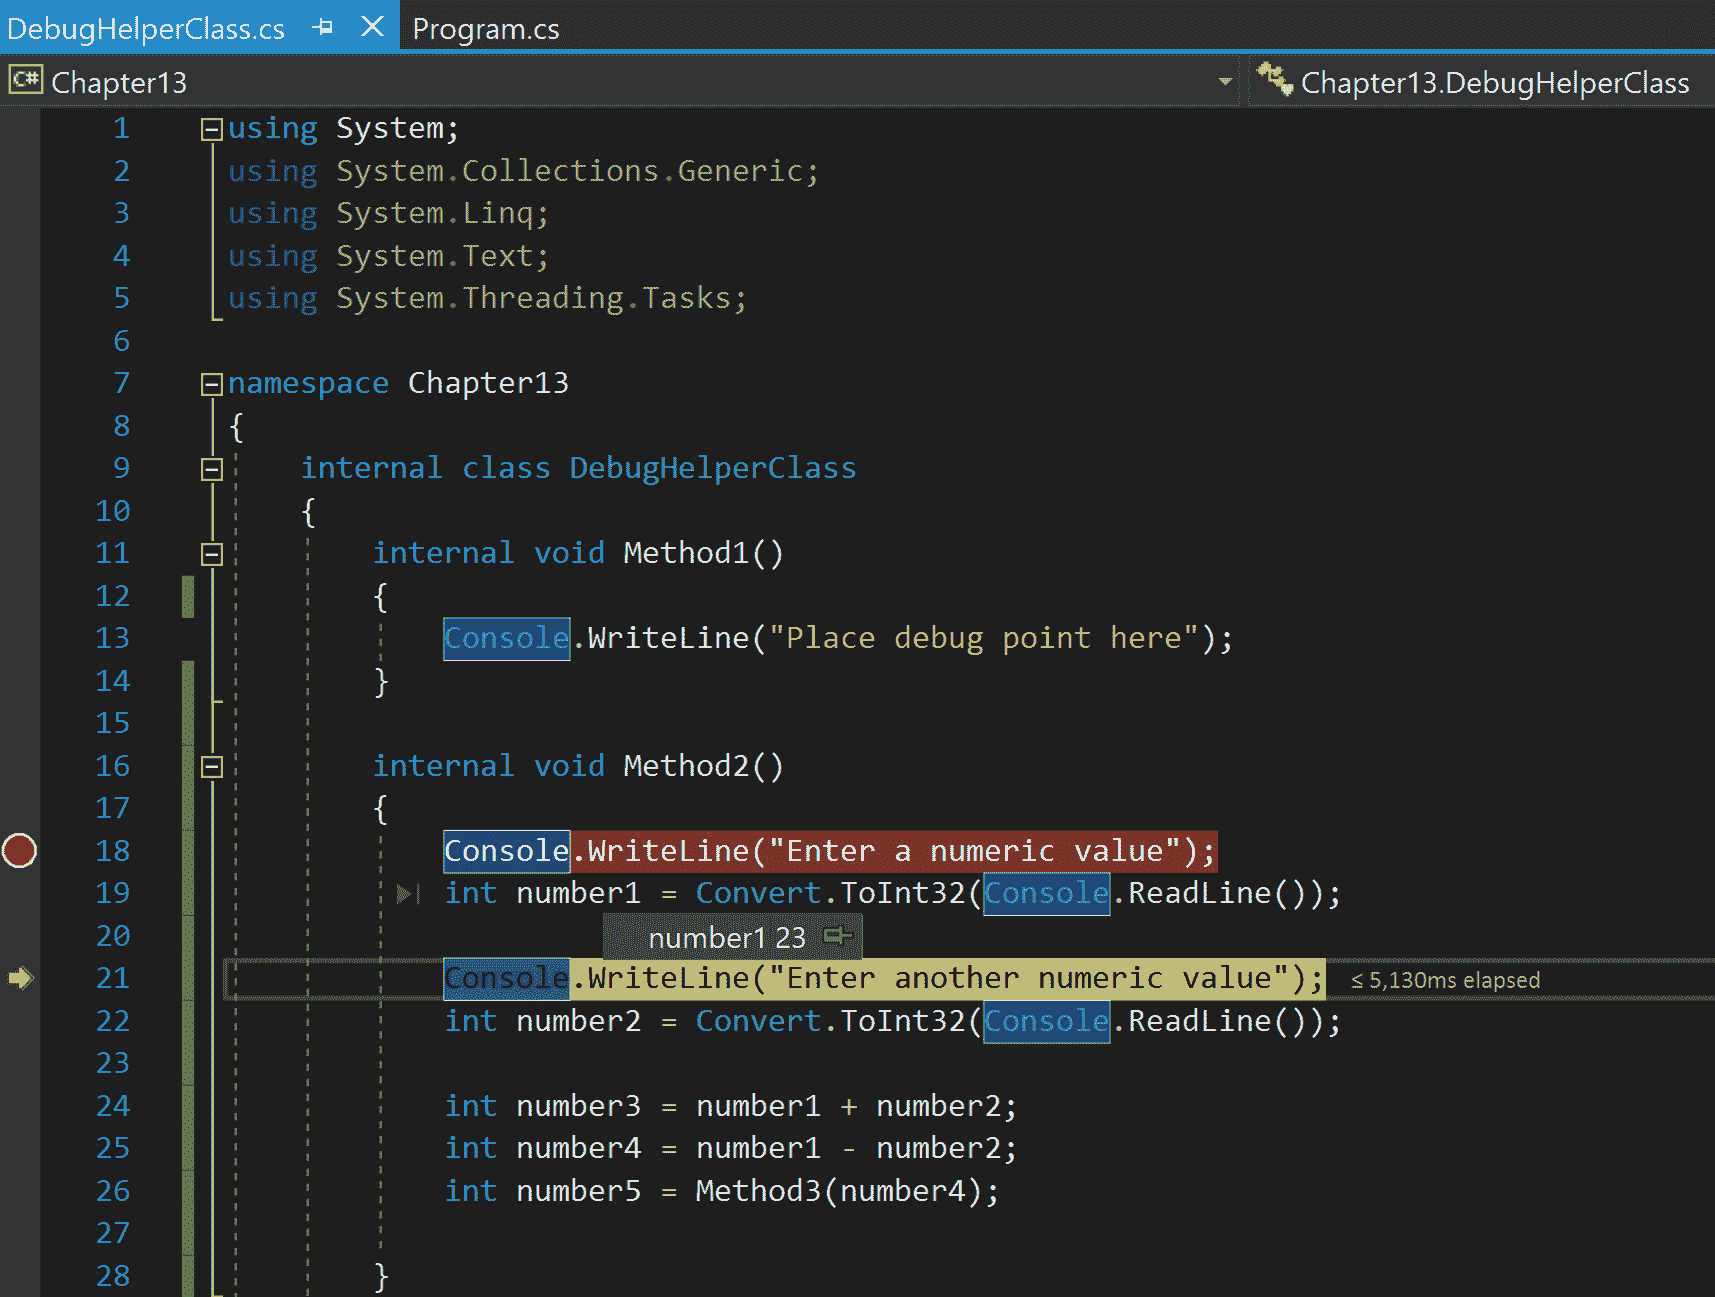 DebugHelperClass.cs Program.cs
C# Chapter13 Chapter13.DebugHelperClass
1 using System;
2 using System.Collections.Generic;
3 using System.Linq;
4 using System.Text;
5 using System.Threading.Tasks;
6
7 namespace Chapter13
8 {
9 internal class DebugHelperClass
10 {
11 internal void Method1()
12 {
13 Console.WriteLine("Place debug point here");
14 }
15
16 internal void Method2()
17 {
18 Console.WriteLine("Enter a numeric value");
19 int number1 = Convert.ToInt32(Console.ReadLine());
20 number1 23
21 Console.WriteLine("Enter another numeric value"); ≤ 5,130ms elapsed
22 int number2 = Convert.ToInt32(Console.ReadLine());
23
24 int number3 = number1 + number2;
25 int number4 = number1 - number2;
26 int number5 = Method3(number4);
27
28 }